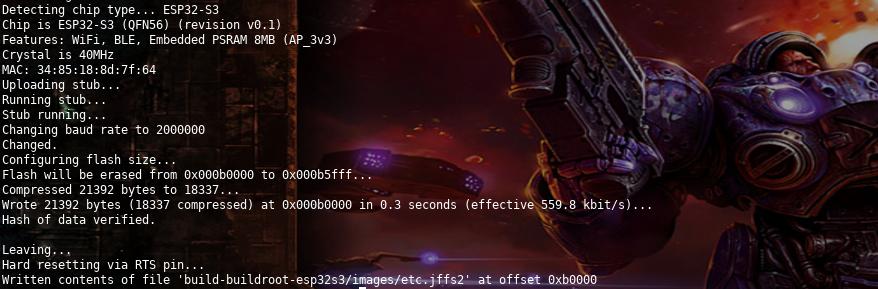 Detecting chip type... ESP32-S3
Chip is ESP32-S3 (QFN56) (revision v0.1)
Features: WiFi, BLE, Embedded PSRAM 8MB (AP_3v3)
Crystal is 40MHz
MAC: 34:85:18:8d:7f:64
Uploading stub...
Running stub...
Stub running...
Changing baud rate to 2000000
Changed.
Configuring flash size...
Flash will be erased from 0x000b0000 to 0x000b5fff...
Compressed 21392 bytes to 18337...
Wrote 21392 bytes (18337 compressed) at 0x000b0000 in 0.3 seconds (effective 559.8 kbit/s)...
Hash of data verified.

Leaving...
Hard resetting via RTS pin...
Written contents of file 'build-buildroot-esp32s3/images/etc.jffs2' at offset 0xb0000